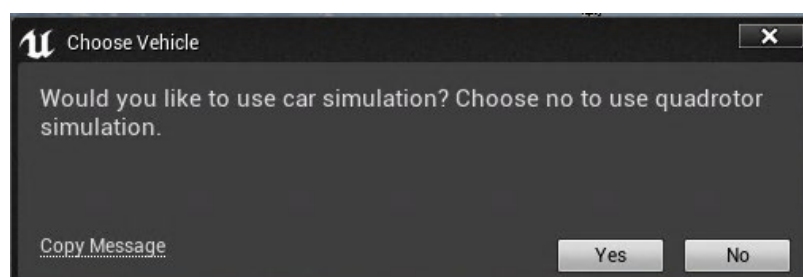 Choose Vehicle
Would you like to use car simulation? Choose no to use quadrotor
simulation.
Copy Message
Yes
No